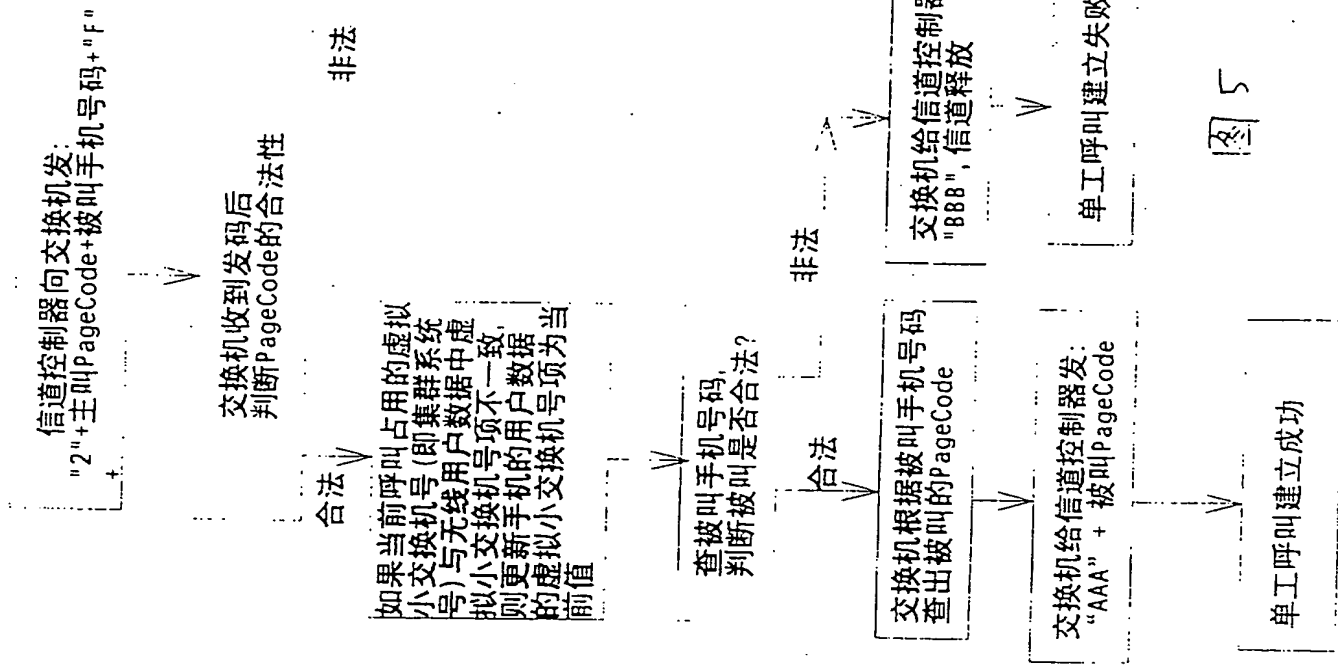 信道控制器向交换机发:
"2"+主叫PageCode+被叫手机号码+"F"
+
交换机收到发码后
判断PageCode的合法性
非法
合法
如果当前呼叫占用的虚拟
小交换机号(即集群系统
号)与无线用户数据中虚
拟小交换机号项不一致,
则更新手机的用户数据
的虚拟小交换机号项为当
前值
查被叫手机号码,
判断被叫是否合法?
合法
非法
交换机根据被叫手机号码
查出被叫的PageCode
交换机给信道控制器
"BBB",信道释放
交换机给信道控制器发:
“AAA" + 被叫PageCode
单工呼叫建立失败
单工呼叫建立成功
图5